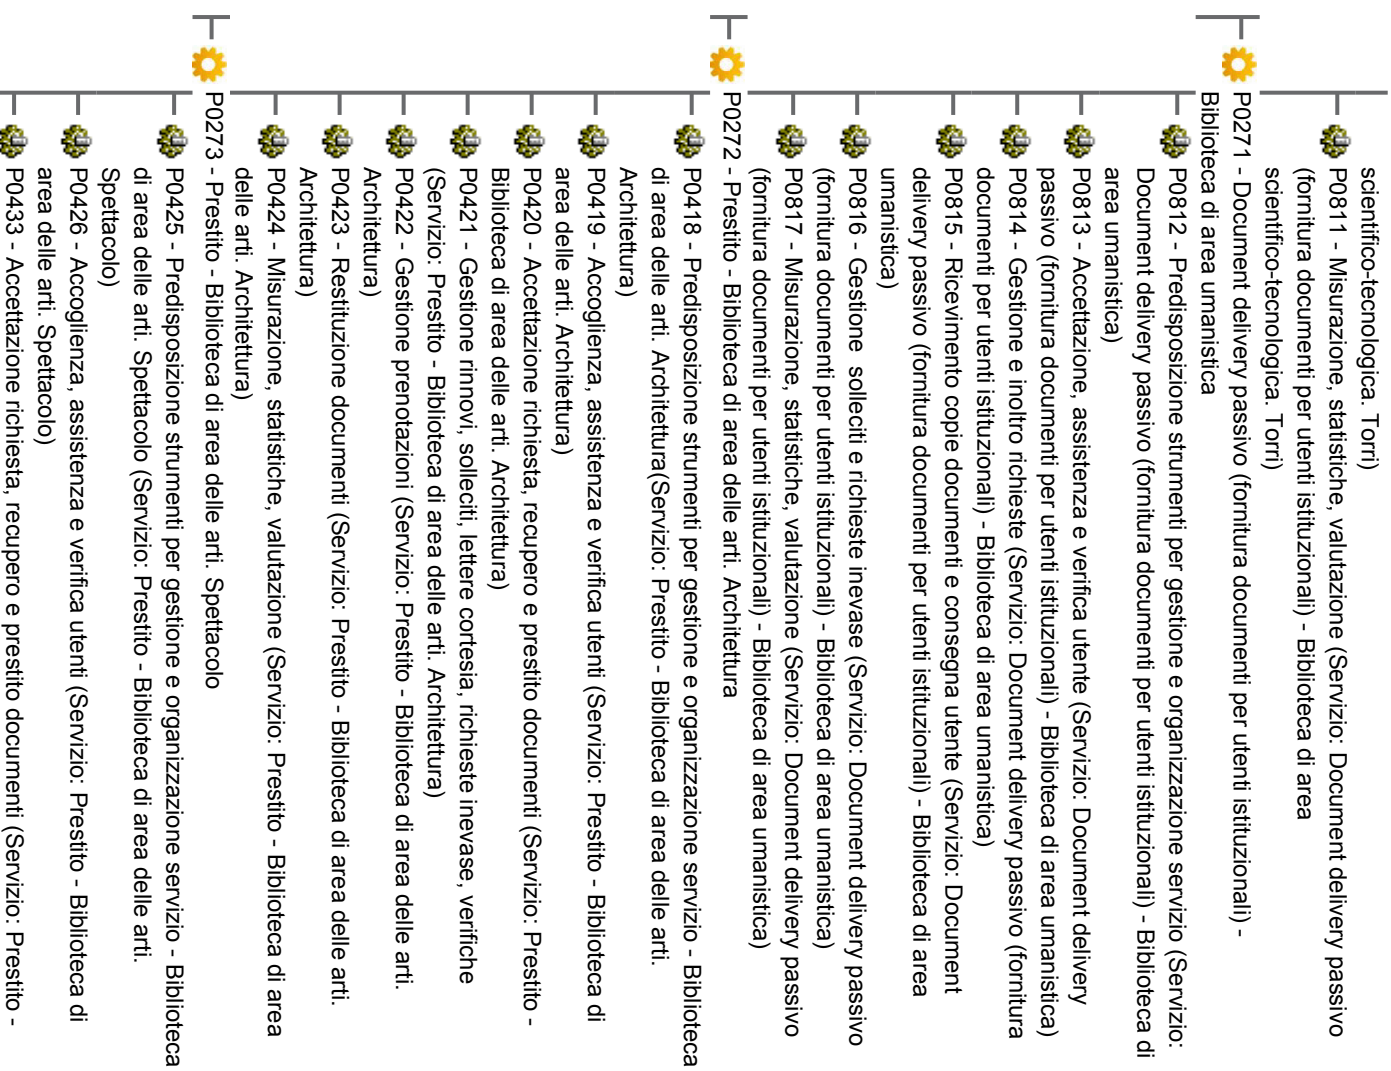 scientifico-tecnologica. Torri)
P0811 - Misurazione, statistiche, valutazione (Servizio: Document delivery passivo
(fornitura documenti per utenti istituzionali) - Biblioteca di area
scientifico-tecnologica. Torri)
P0271 - Document delivery passivo (fornitura documenti per utenti istituzionali) -
Biblioteca di area umanistica
P0812 - Predisposizione strumenti per gestione e organizzazione servizio (Servizio:
Document delivery passivo (fornitura documenti per utenti istituzionali) - Biblioteca di
area umanistica)
P0813 - Accettazione, assistenza e verifica utente (Servizio: Document delivery
passivo (fornitura documenti per utenti istituzionali) - Biblioteca di area umanistica)
P0814 - Gestione e inoltro richieste (Servizio: Document delivery passivo (fornitura
documenti per utenti istituzionali) - Biblioteca di area umanistica)
P0815 - Ricevimento copie documenti e consegna utente (Servizio: Document
delivery passivo (fornitura documenti per utenti istituzionali) - Biblioteca di area
umanistica)
P0816 - Gestione  solleciti e richieste inevase (Servizio: Document delivery passivo
(fornitura documenti per utenti istituzionali) - Biblioteca di area umanistica)
P0817 - Misurazione, statistiche, valutazione (Servizio: Document delivery passivo
(fornitura documenti per utenti istituzionali) - Biblioteca di area umanistica)
P0272 - Prestito - Biblioteca di area delle arti. Architettura
P0418 - Predisposizione strumenti per gestione e organizzazione servizio - Biblioteca
di area delle arti. Architettura(Servizio: Prestito - Biblioteca di area delle arti.
Architettura)
P0419 - Accoglienza, assistenza e verifica utenti (Servizio: Prestito - Biblioteca di
area delle arti. Architettura)
P0420 - Accettazione richiesta, recupero e prestito documenti (Servizio: Prestito -
Biblioteca di area delle arti. Architettura)
P0421 - Gestione rinnovi, solleciti, lettere cortesia, richieste inevase, verifiche
(Servizio: Prestito - Biblioteca di area delle arti. Architettura)
P0422 - Gestione prenotazioni (Servizio: Prestito - Biblioteca di area delle arti.
Architettura)
P0423 - Restituzione documenti (Servizio: Prestito - Biblioteca di area delle arti.
Architettura)
P0424 - Misurazione, statistiche, valutazione (Servizio: Prestito - Biblioteca di area
delle arti. Architettura)
P0273 - Prestito - Biblioteca di area delle arti. Spettacolo
P0425 - Predisposizione strumenti per gestione e organizzazione servizio - Biblioteca
di area delle arti. Spettacolo (Servizio: Prestito - Biblioteca di area delle arti.
Spettacolo)
P0426 - Accoglienza, assistenza e verifica utenti (Servizio: Prestito - Biblioteca di
area delle arti. Spettacolo)
P0433 - Accettazione richiesta, recupero e prestito documenti (Servizio: Prestito -